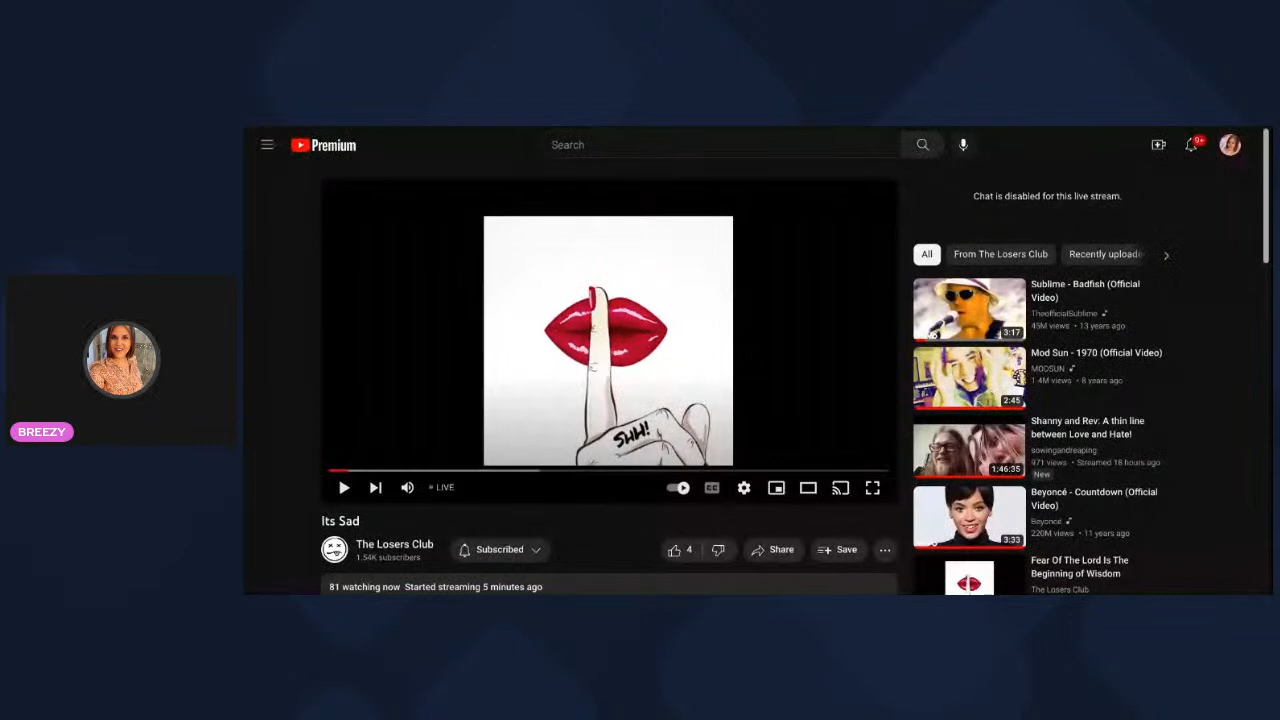 Premium
Search
9+
Chat is disabled for this live stream.
All
From The Losers Club
Recently uploade
Sublime - Badfish (Official
Video)
TheofficialSublime
45M views • 13 years ago
3:17
Mod Sun - 1970 (Official Video)
MODSUN
1.4M views • 8 years ago
2:45
Shanny and Rev: A thin line
between Love and Hate!
sowingandreaping
971 views • Streamed 18 hours ago
New
1:46:35
Beyoncé - Countdown (Official
Video)
Beyoncé
220M views • 11 years ago
3:33
Fear Of The Lord Is The
Beginning of Wisdom
The Losers Club
BREEZY
SHH!
LIVE
CC
Its Sad
The Losers Club
1.54K subscribers
Subscribed
4
Share
Save
81 watching now Started streaming 5 minutes ago